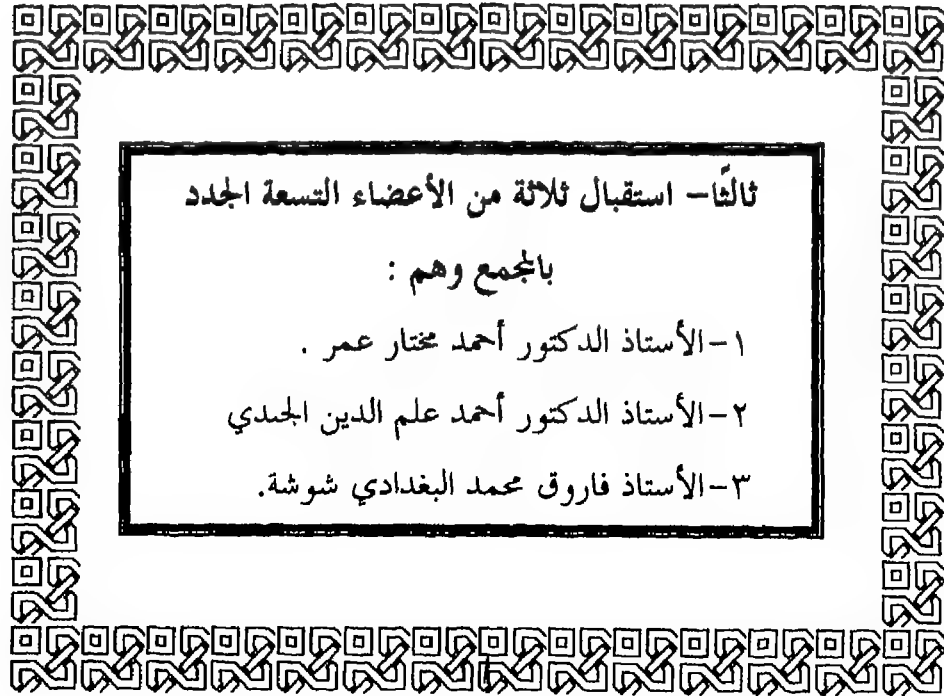 ثالثًا– استقبال ثلاثة من الأعضاء التسعة الجدد
بالمجمع وهم :
١–الأستاذ الدكتور أحمد مختار عمر .
٢–الأستاذ الدكتور أحمد علم الدين الجندي
٣–الأستاذ فاروق محمد البغدادي شوشة.